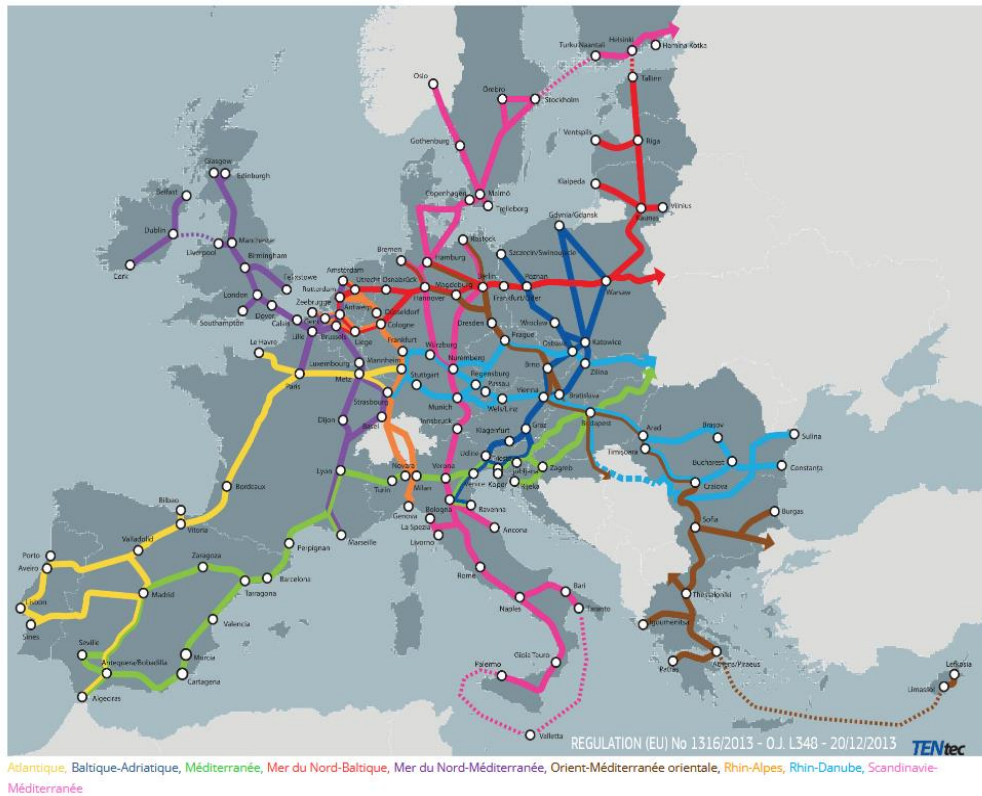 Oslo
Örebro
Stockholm
Turku Naantali
Helsinki
Hamina Kotka
Tallinn
Ventspils
Riga
Gothenburg
Klaipeda
Vilnius
Kaunas
Glasgow
Edinburgh
Belfast
Copenhagen
Malmö
Trelleborg
Gdynia/Gdansk
Dublin
Liverpool
Manchester
Cork
Birmingham
Felixstowe
Bremen
Hamburg
Rostock
Szczecin/Swinoujscie
Amsterdam
Utrecht
Osnabrück
Magdeburg
Berlin
Poznan
London
Rotterdam
Zeebrugge
Hannover
Frankfurt/Oder
Warsaw
Southampton
Dover
Calais
Antwerp
Düsseldorf
Cologne
Dresden
Wroclaw
Lille
Brussel
Liège
Frankfurt
Prague
Ostrava
Katowice
Le Havre
Luxembourg
Mannheim
Würzburg
Nuremberg
Brno
Zilina
Paris
Metz
Stuttgart
Regensburg
Passau
Strasbourg
Munich
Wels/Linz
Vienna
Bratislava
Dijon
Basel
Innsbruck
Klagenfurt
Graz
Budapest
Arad
Brasov
Sulina
Udine
Timişoara
Lyon
Novara
Milan
Verona
Zagreb
Bucharest
Constanţa
Turin
Venice
Koper
Rijeka
Craiova
Bordeaux
Genova
Bologna
Ravenna
Burgas
Bilbao
La Spezia
Ancona
Sofia
Vitoria
Marseille
Livorno
Porto
Valladolid
Zaragoza
Perpignan
Aveiro
Barcelona
Rome
Bari
Madrid
Tarragona
Naples
Taranto
Thessaloniki
Lisbon
Igoumenitsa
Sines
Valencia
Seville
Murcia
Gioia Tauro
Patras
Athens/Piraeus
Antequera/Bobadilla
Palermo
Lefkosia
Cartagena
Limassol
Algeciras
Valletta
REGULATION (EU) No 1316/2013 - O.J. L348 - 20/12/2013
TENtec
Atlantique, Baltique-Adriatique, Méditerranée, Mer du Nord-Baltique, Mer du Nord-Méditerranée, Orient-Méditerranée orientale, Rhin-Alpes, Rhin-Danube, Scandinavie-
Méditerranée